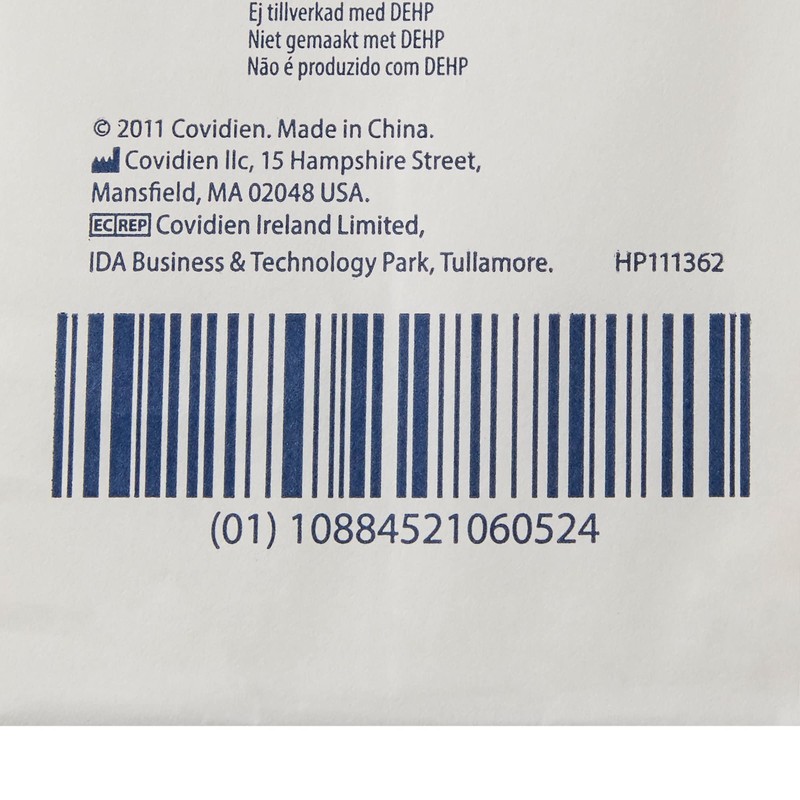 Ej tillverkad med DEHP
Niet gemaakt met DEHP
Não é produzido com DEHP
© 2011 Covidien. Made in China.
Covidien llc, 15 Hampshire Street,
Mansfield, MA 02048 USA.
EC REP Covidien Ireland Limited,
IDA Business & Technology Park, Tullamore. HP111362
(01) 10884521060524